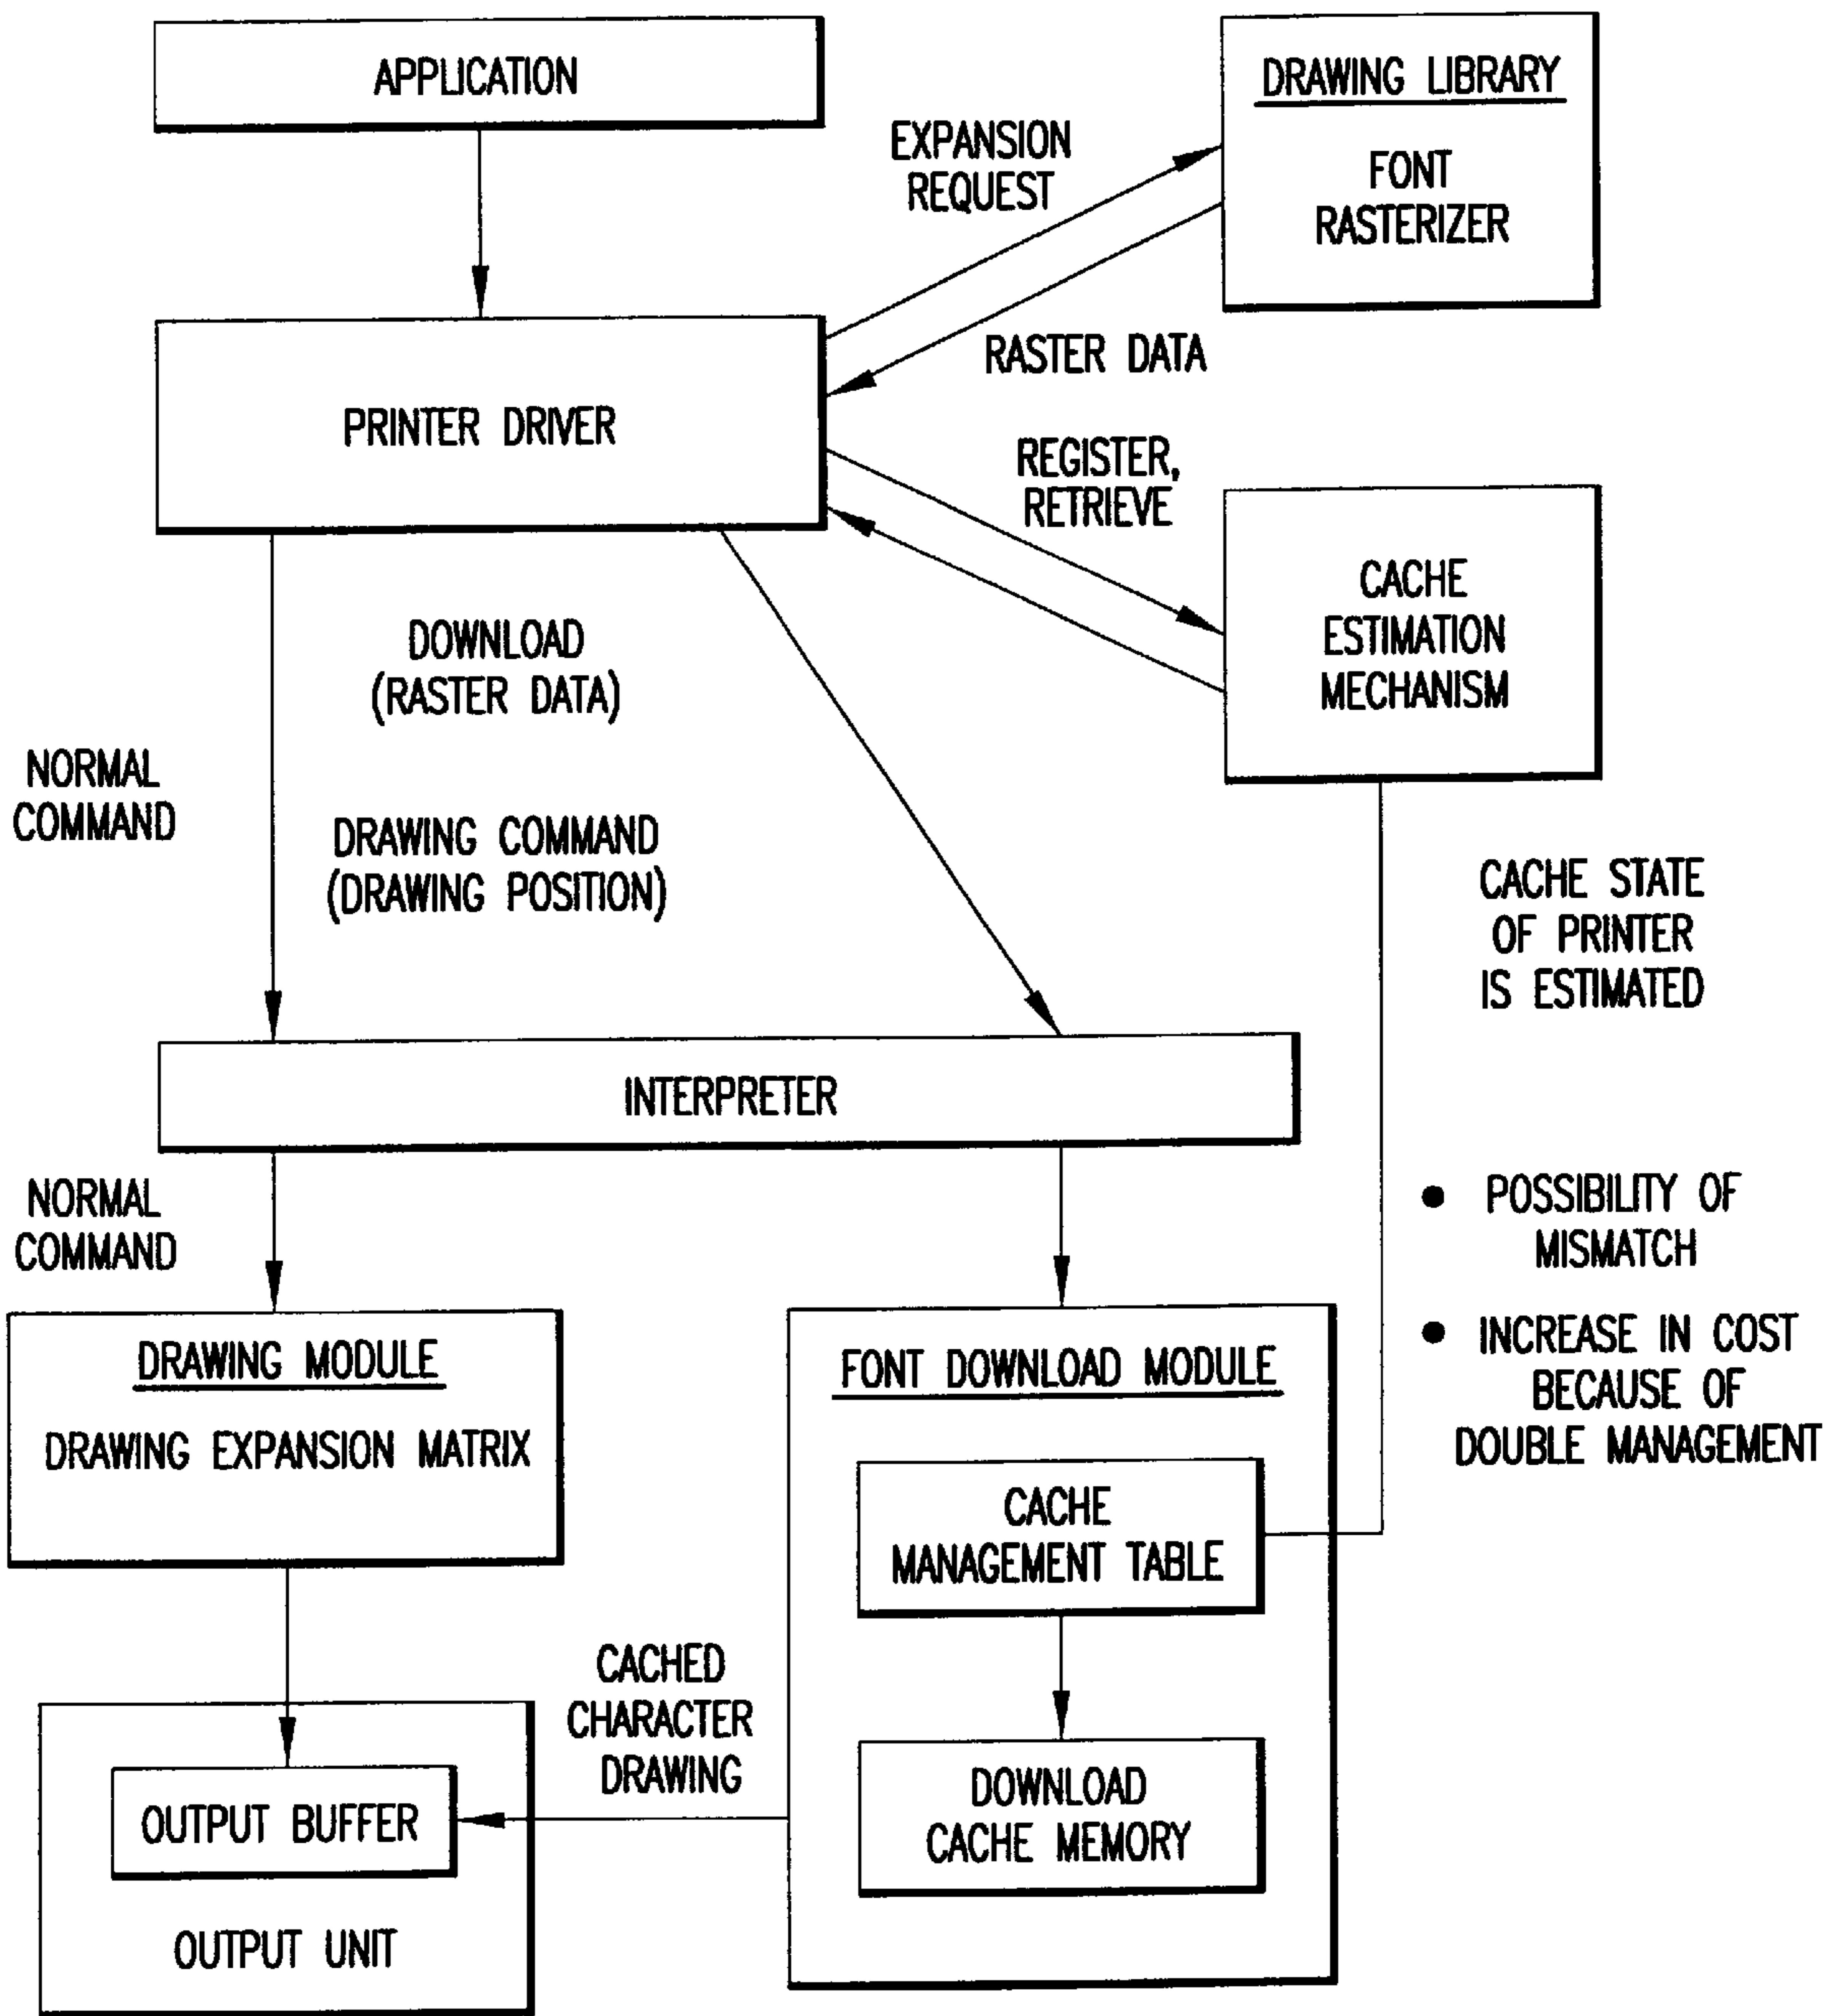 APPLICATION
DRAWING LIBRARY
FONT
RASTERIZER
EXPANSION
REQUEST
RASTER DATA
PRINTER DRIVER
REGISTER,
RETRIEVE
CACHE
ESTIMATION
MECHANISM
DOWNLOAD
(RASTER DATA)
NORMAL
COMMAND
DRAWING COMMAND
(DRAWING POSITION)
CACHE STATE
OF PRINTER
IS ESTIMATED
INTERPRETER
NORMAL
COMMAND
● POSSIBILITY OF
MISMATCH
● INCREASE IN COST
BECAUSE OF
DOUBLE MANAGEMENT
DRAWING MODULE
DRAWING EXPANSION MATRIX
FONT DOWNLOAD MODULE
CACHE
MANAGEMENT TABLE
CACHED
CHARACTER
DRAWING
DOWNLOAD
CACHE MEMORY
OUTPUT BUFFER
OUTPUT UNIT